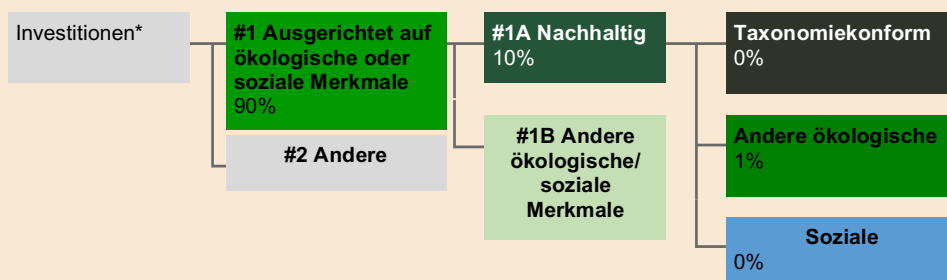 Investitionen*
#1 Ausgerichtet auf
ökologische oder
soziale Merkmale
90%
#2 Andere
#1A Nachhaltig
10%
#1B Andere
ökologische/
soziale
Merkmale
Taxonomiekonform
0%
Andere ökologische
1%
Soziale
0%